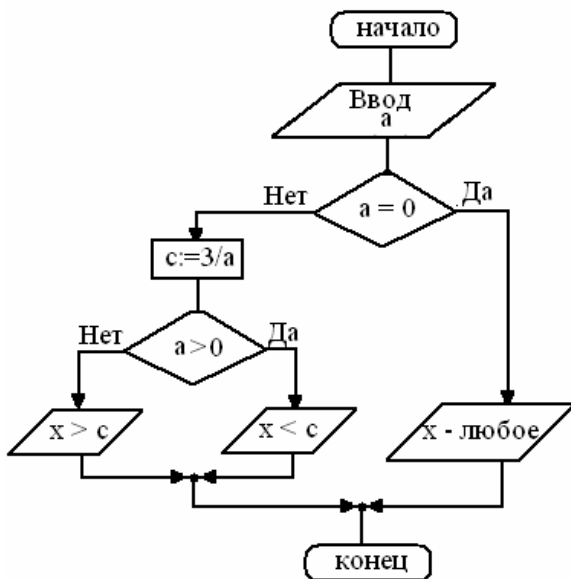 начало
Ввод
a
Нет
a = 0
Да
c:=3/a
Нет
a>0
Да
x > c
x < c
x - любое
конец